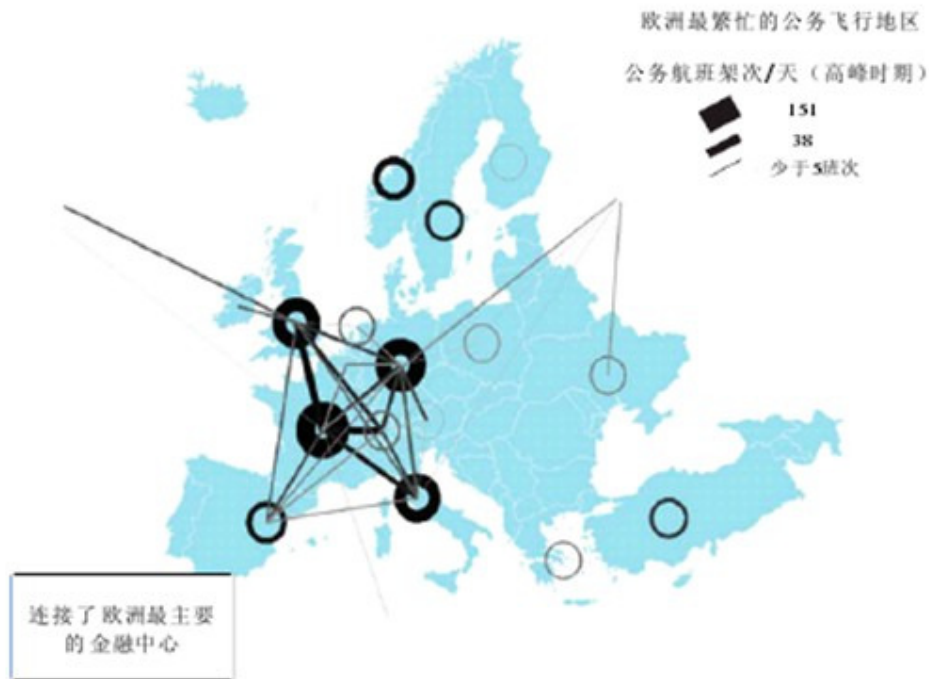 欧洲最繁忙的公务飞行地区
公务航班架次/天（高峰时期）
151
38
少于5班次
连接了欧洲最主要
的金融中心